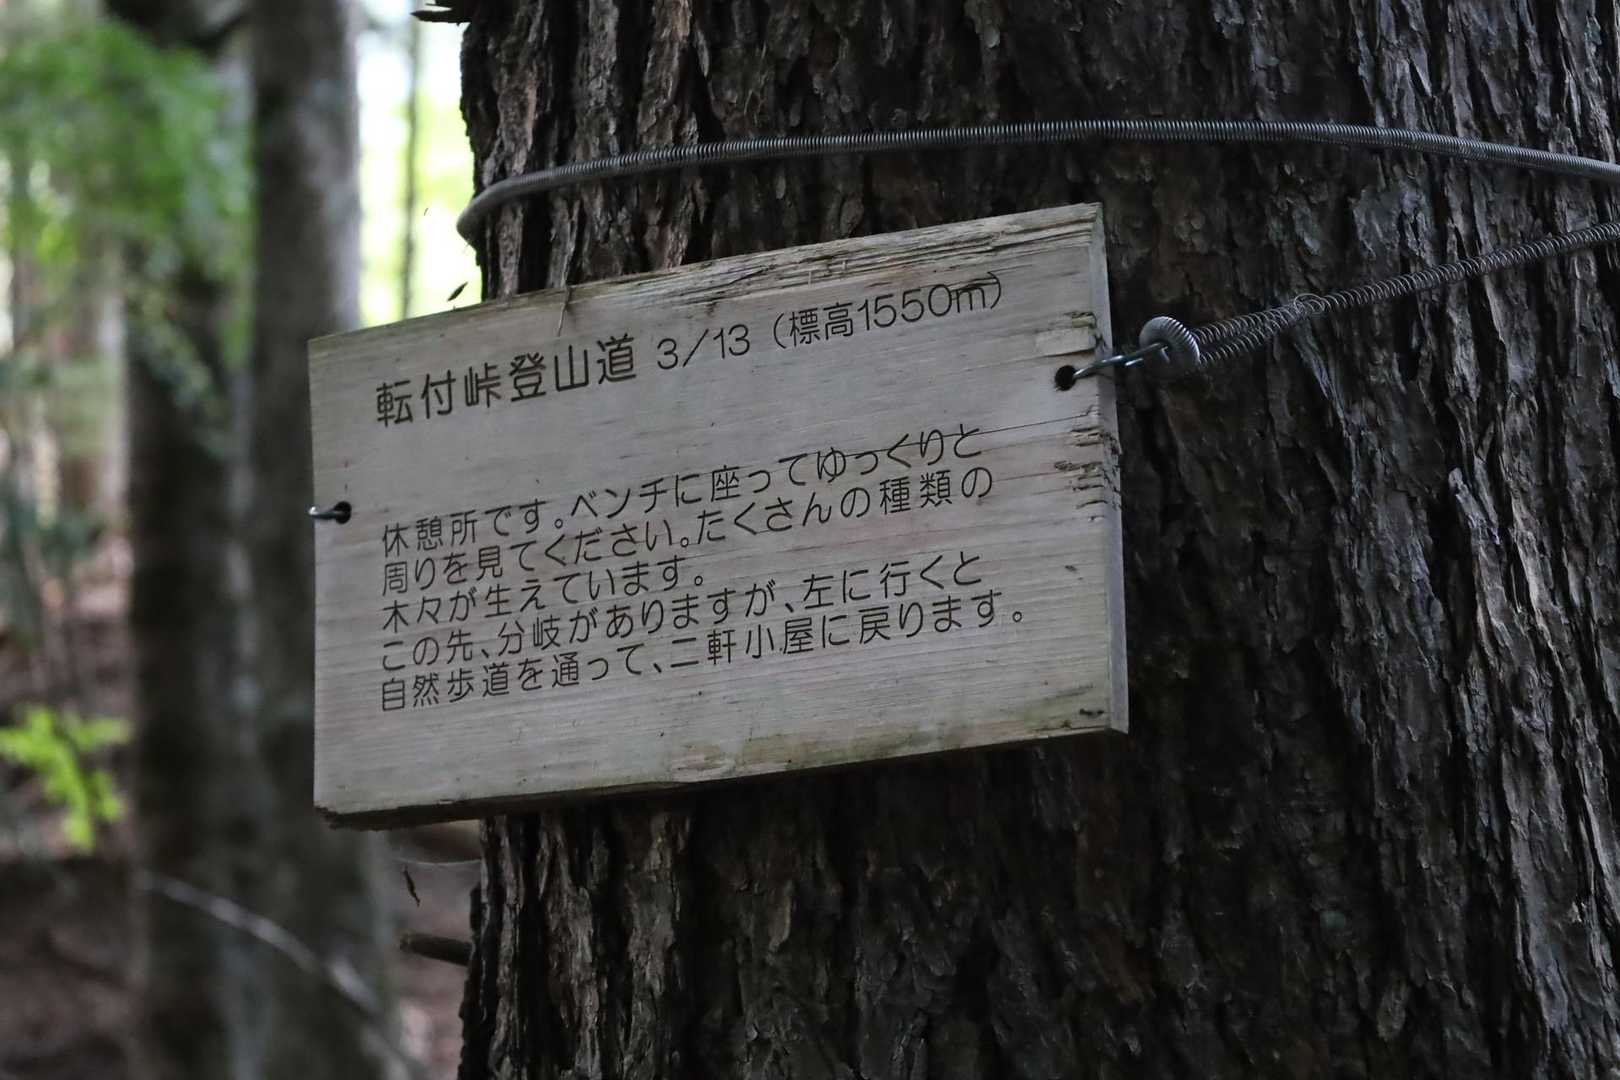 転付峠登山道 3/13 (標高1550m)
休憩所です。ベンチに座ってゆっくりと
周りを見てください。たくさんの種類の
木々が生えています。
この先、分岐がありますが、左に行くと
自然歩道を通って、二軒小屋に戻ります。